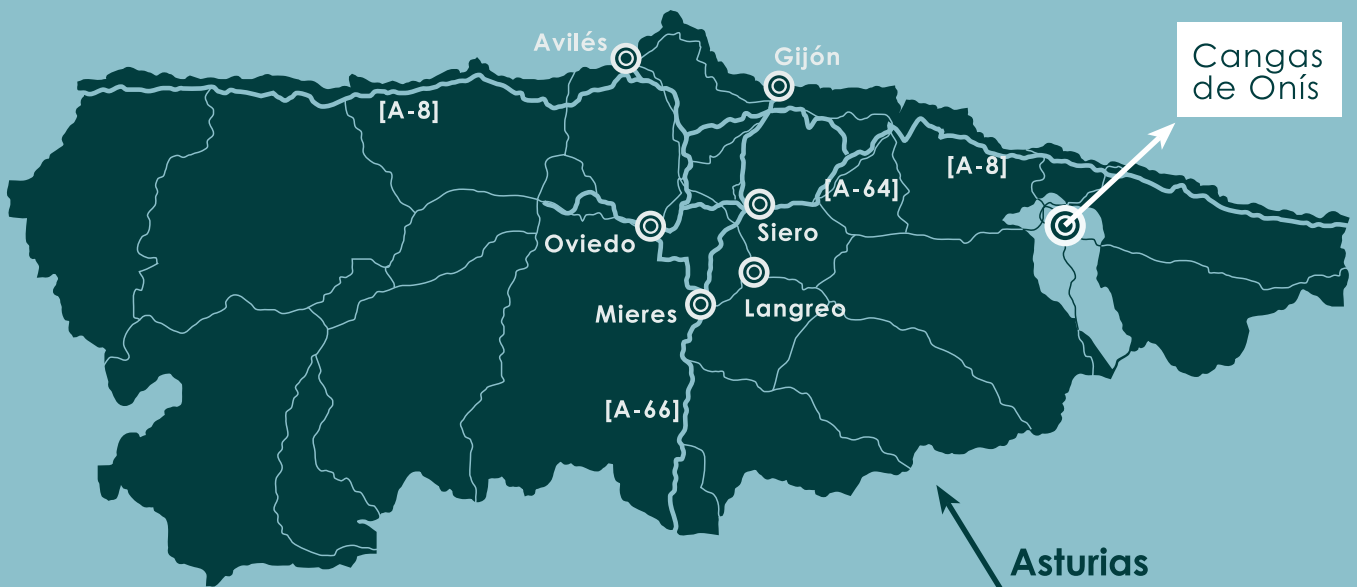 Avilés
Gijón
Cangas
de Onís
[A-8]
[A-8]
[A-64]
Oviedo
Siero
Mieres
Langreo
[A-66]
Asturias